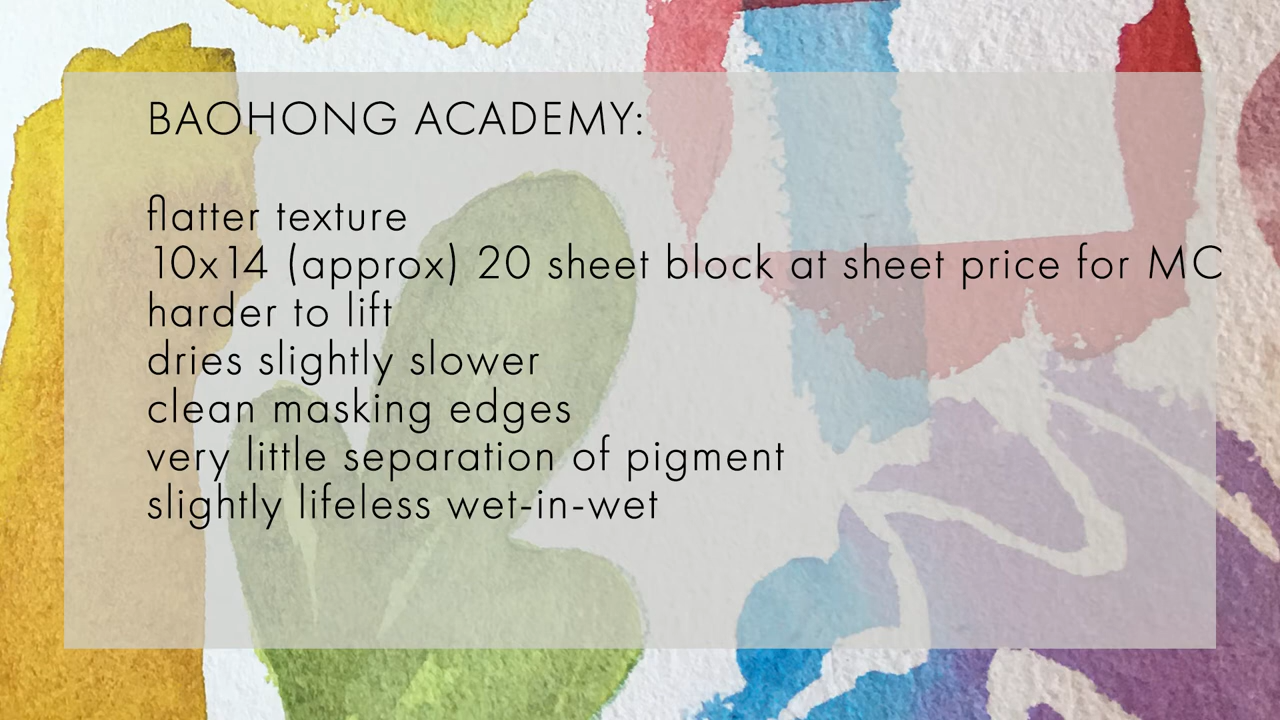 BAOHONG ACADEMY:
flatter texture
10x14 (approx) 20 sheet block at sheet price for MC
harder to lift
dries slightly slower
clean masking edges
very little separation of pigment
slightly lifeless wet-in-wet